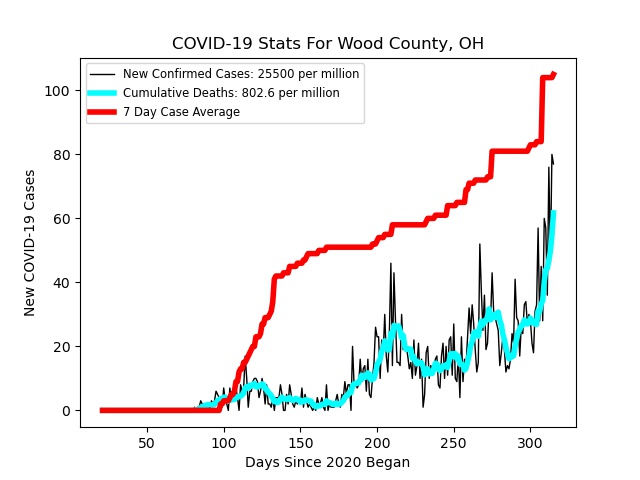 COVID-19 Stats For Wood County, OH
New Confirmed Cases: 25500 per million
Cumulative Deaths: 802.6 per million
7 Day Case Average
New COVID-19 Cases
100
80
60
40
20
0
50 100 150 200 250 300
Days Since 2020 Began